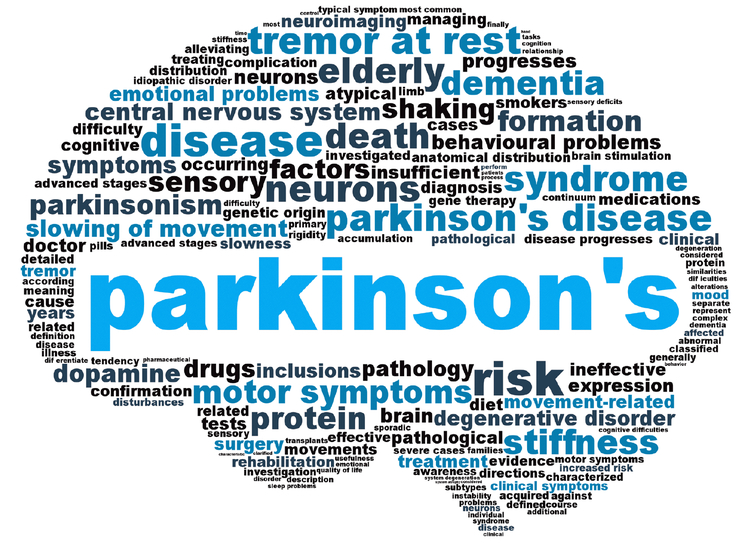 typical symptom most common
control
most neuroimaging managing finally
time
stiffness tremor at rest hand
tasks
cognition
relationship
alleviating
treating complication elderly progresses
distribution neurons dementia
idiopathic disorder
emotional problems atypical limb
central nervous system shaking smokers sensory deficits
difficulty disease death cases formation
cognitive behavioural problems
investigated anatomical distribution brain stimulation
symptoms occurring factors insufficient perform
patients
process
syndrome
advanced stages sensory neurons diagnosis
parkinsonism difficulty gene therapy continuum medications
genetic origin parkinson's disease
slowing of movement primary
rigidity
doctor pills advanced stages slowness accumulation pathological disease progresses clinical
degeneration
considered
detailed protein
tremor similarities
dif iculties
according alterations
meaning parkinson's mood
cause separate
years represent
complex
related dementia
definition affected
disease abnormal
illness classified
dif erentiate tendency pharmaceutical generally
behavior
dopamine drugs inclusions pathology risk ineffective
confirmation motor symptoms expression
disturbances diet movement-related
related protein brain degenerative disorder
tests sporadic cognitive difficulties
sensory
surgery transplants effective pathological stiffness
characteristic clarified movements severe cases families
rehabilitation usefulness
emotional
treatment evidence motor symptoms
investigation quality of life awareness directions increased risk
disorder description system degeneration characterized
sleep problems
clinical symptoms
subtypes
instability acquired against
problems defined course
neurons additional
individual
syndrome
disease
clinical